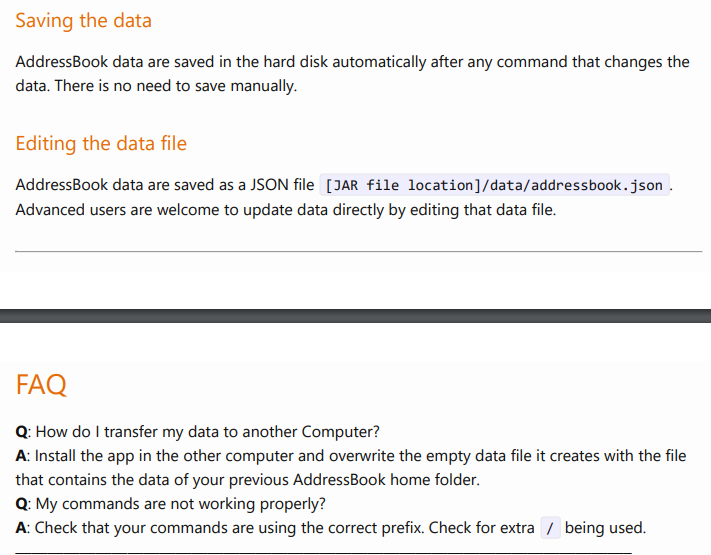 Saving the data
AddressBook data are saved in the hard disk automatically after any command that changes the
data. There is no need to save manually.
Editing the data file
AddressBook data are saved as a JSON file [JAR file location]/data/addressbook.json.
Advanced users are welcome to update data directly by editing that data file.
FAQ
Q: How do I transfer my data to another Computer?
A: Install the app in the other computer and overwrite the empty data file it creates with the file
that contains the data of your previous AddressBook home folder.
Q: My commands are not working properly?
A: Check that your commands are using the correct prefix. Check for extra / being used.